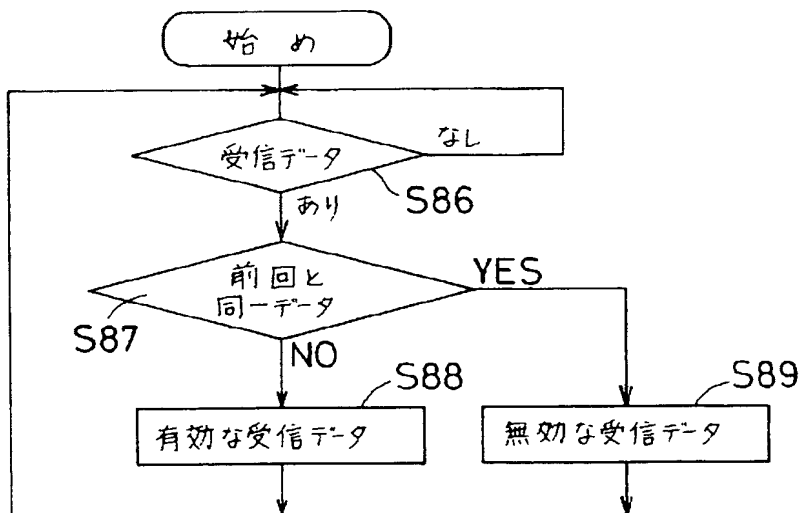 始め
受信データ
なし
S86
あり
前回と
同一データ
YES
S87
NO
S88
有効な受信データ
S89
無効な受信データ